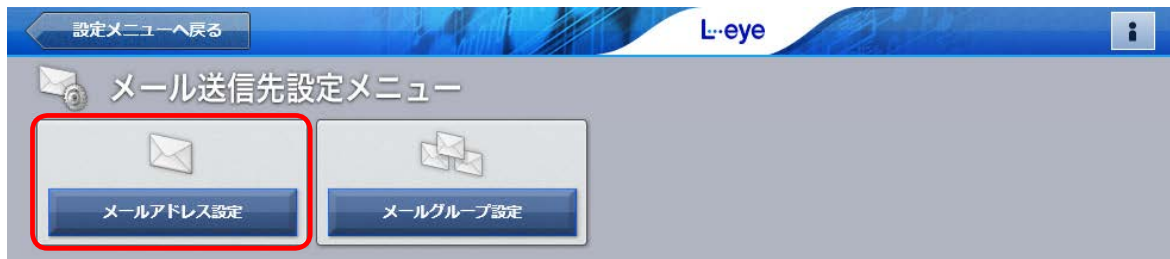 設定メニューへ戻る
L-eye
メール送信先設定メニュー
メールアドレス設定
メールグループ設定